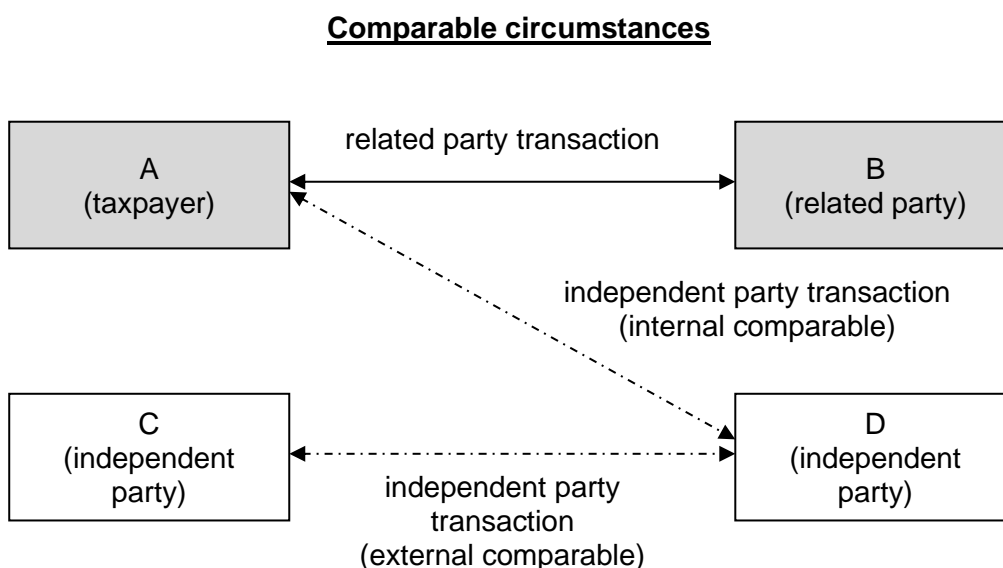 Comparable circumstances
related party transaction
A
(taxpayer)
B
(related party)
independent party transaction
(internal comparable)
C
(independent
party)
D
(independent
party)
independent party
transaction
(external comparable)